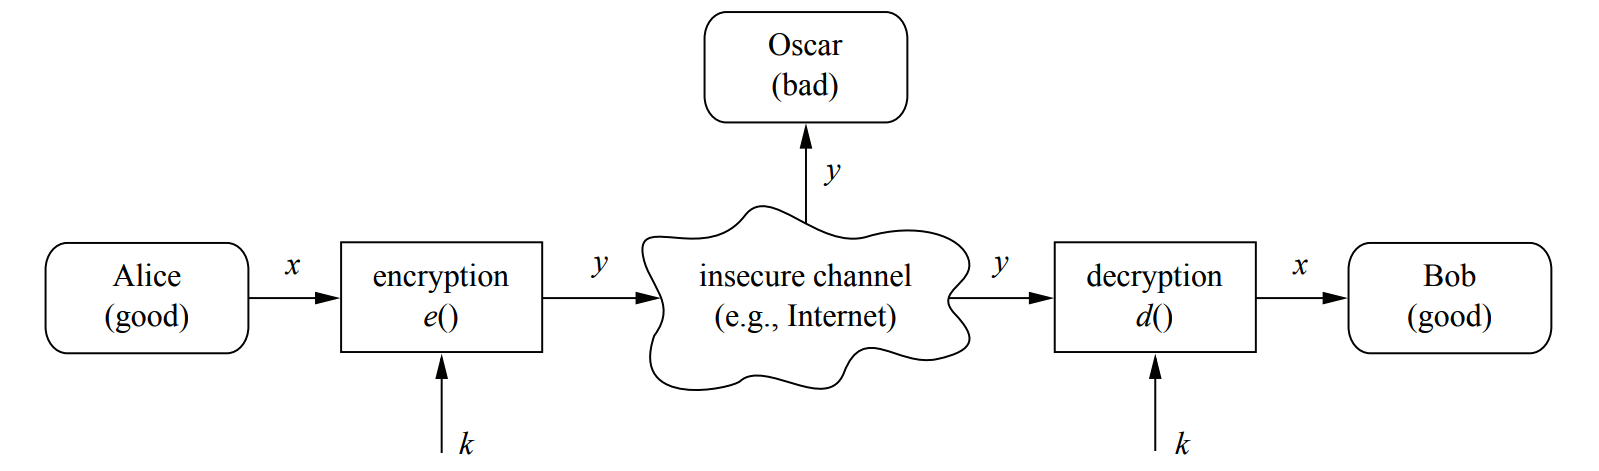 Oscar
(bad)
y
Alice
(good)
x
encryption
e()
y
insecure channel
(e.g., Internet)
y
decryption
d()
x
Bob
(good)
k
k